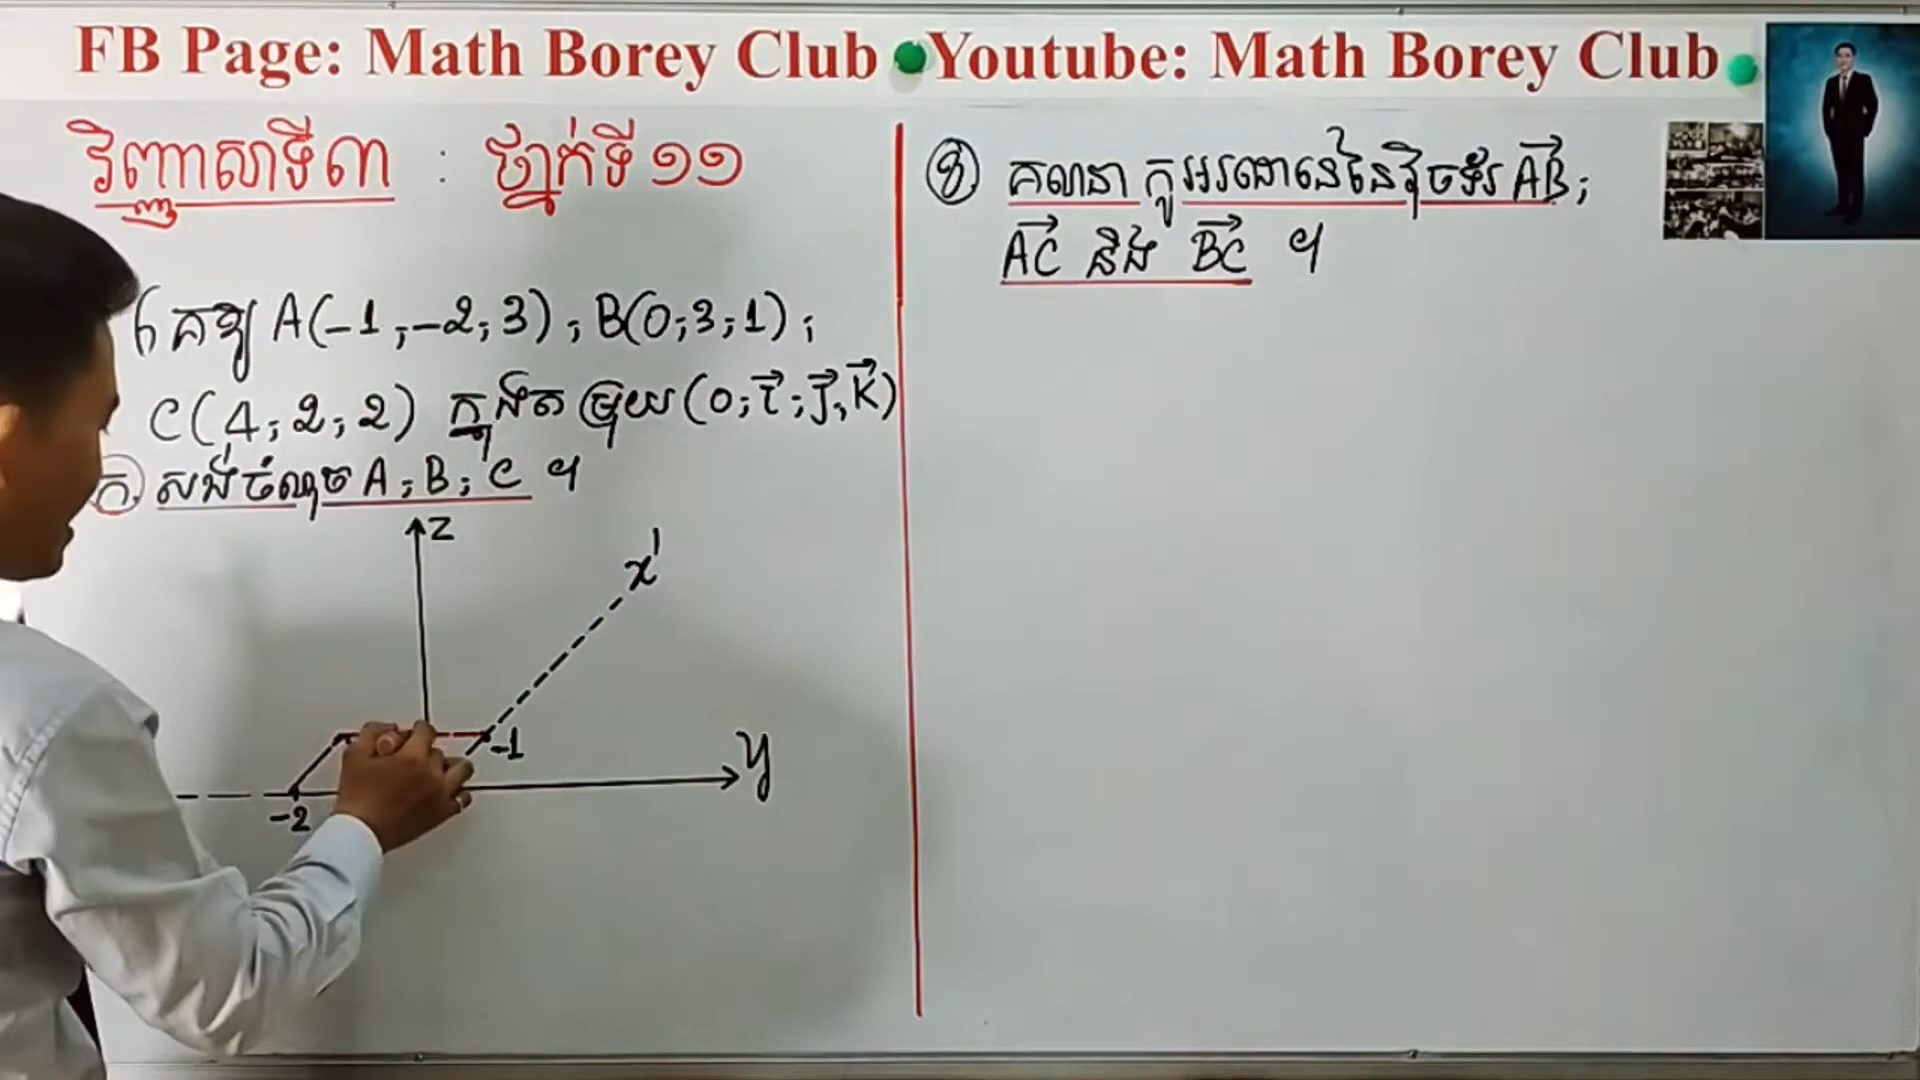 FB Page: Math Borey Club Youtube: Math Borey Club
វិញ្ញាសាទី៣ : ថ្នាក់ទី ១១
គេឲ្យ A(-1;-2;3); B(0;3;1);
C(4;2;2) ក្នុងតម្រុយ (0;i⃗;j⃗;k⃗)
ក. សង់ចំណុច A; B; C ។
z
x'
-1
y
-2
ខ. គណនា កូអរដោនេនៃវ៉ិចទ័រ AB⃗;
AC⃗ និង BC⃗ ។